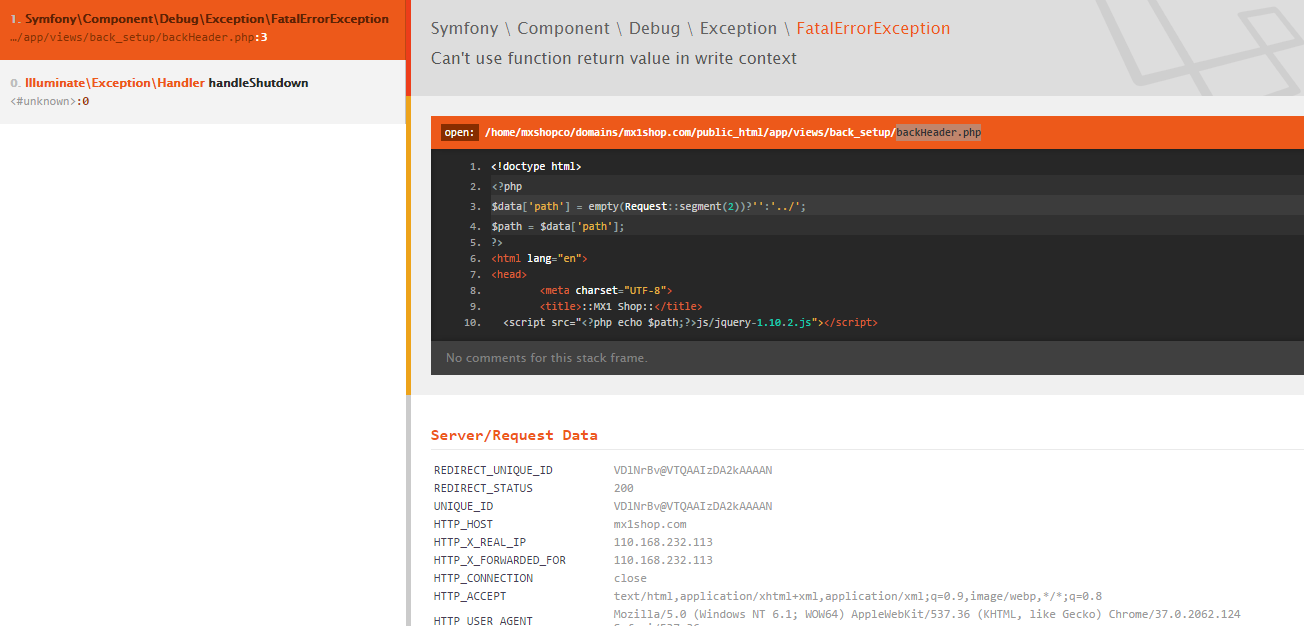 1. Symfony\Component\Debug\Exception\FatalErrorException
…/app/views/back_setup/backHeader.php:3
0. Illuminate\Exception\Handler handleShutdown
<#unknown>:0
Symfony \ Component \ Debug \ Exception \ FatalErrorException
Can't use function return value in write context
open: /home/mxshopco/domains/mx1shop.com/public_html/app/views/back_setup/backHeader.php
1. <!doctype html>
2. <?php
3. $data['path'] = empty(Request::segment(2))?'':'../';
4. $path = $data['path'];
5. ?>
6. <html lang="en">
7. <head>
8. <meta charset="UTF-8">
9. <title>::MX1 Shop::</title>
10. <script src="<?php echo $path;?>js/jquery-1.10.2.js"></script>
No comments for this stack frame.
Server/Request Data
REDIRECT_UNIQUE_ID VDlNrBv@VTQAAIzDA2kAAAAN
REDIRECT_STATUS 200
UNIQUE_ID VDlNrBv@VTQAAIzDA2kAAAAN
HTTP_HOST mx1shop.com
HTTP_X_REAL_IP 110.168.232.113
HTTP_X_FORWARDED_FOR 110.168.232.113
HTTP_CONNECTION close
HTTP_ACCEPT text/html,application/xhtml+xml,application/xml;q=0.9,image/webp,*/*;q=0.8
HTTP_USER_AGENT Mozilla/5.0 (Windows NT 6.1; WOW64) AppleWebKit/537.36 (KHTML, like Gecko) Chrome/37.0.2062.124